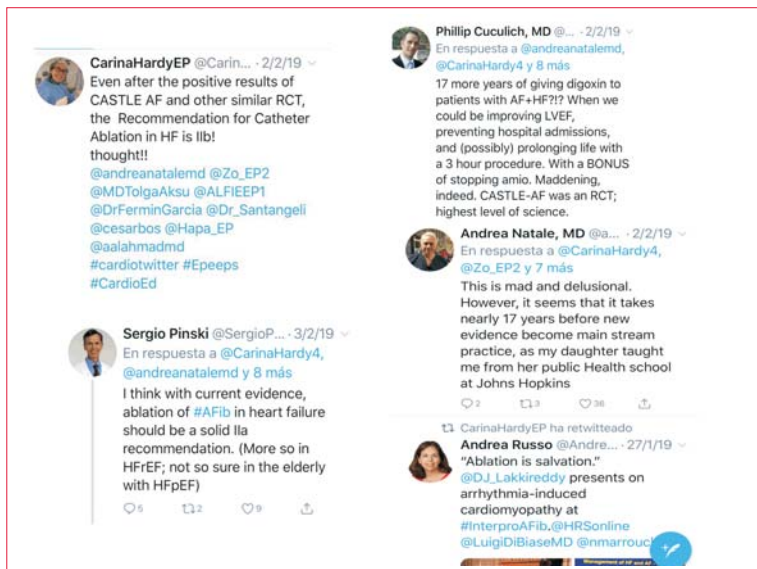 CarinaHardyEP @Carin... · 2/2/19
Even after the positive results of
CASTLE AF and other similar RCT,
the Recommendation for Catheter
Ablation in HF is IIb!
thought!!
@andreanatalemd @Zo_EP2
@MDTolgaAksu @ALFIEEP1
@DrFerminGarcia @Dr_Santangeli
@cesarbos @Hapa_EP
@aalahmadmd
#cardiotwitter #Epeeps
#CardioEd
Sergio Pinski @SergioP... · 3/2/19
En respuesta a @CarinaHardy4,
@andreanatalemd y 8 más
I think with current evidence,
ablation of #AFib in heart failure
should be a solid IIa
recommendation. (More so in
HFrEF; not so sure in the elderly
with HFpEF)
5 2 9
Phillip Cuculich, MD @... · 2/2/19
En respuesta a @andreanatalemd,
@CarinaHardy4 y 8 más
17 more years of giving digoxin to
patients with AF+HF?!? When we
could be improving LVEF,
preventing hospital admissions,
and (possibly) prolonging life with
a 3 hour procedure. With a BONUS
of stopping amio. Maddening,
indeed. CASTLE-AF was an RCT;
highest level of science.
Andrea Natale, MD @a... · 2/2/19
En respuesta a @CarinaHardy4,
@Zo_EP2 y 7 más
This is mad and delusional.
However, it seems that it takes
nearly 17 years before new
evidence become main stream
practice, as my daughter taught
me from her public Health school
at Johns Hopkins
2 3 36
CarinaHardyEP ha retwitteado
Andrea Russo @Andre... · 27/1/19
“Ablation is salvation.”
@DJ_Lakkireddy presents on
arrhythmia-induced
cardiomyopathy at
#InterproAFib.@HRSonline
@LuigiDiBiaseMD @nmarrouc
Management of HF and AF